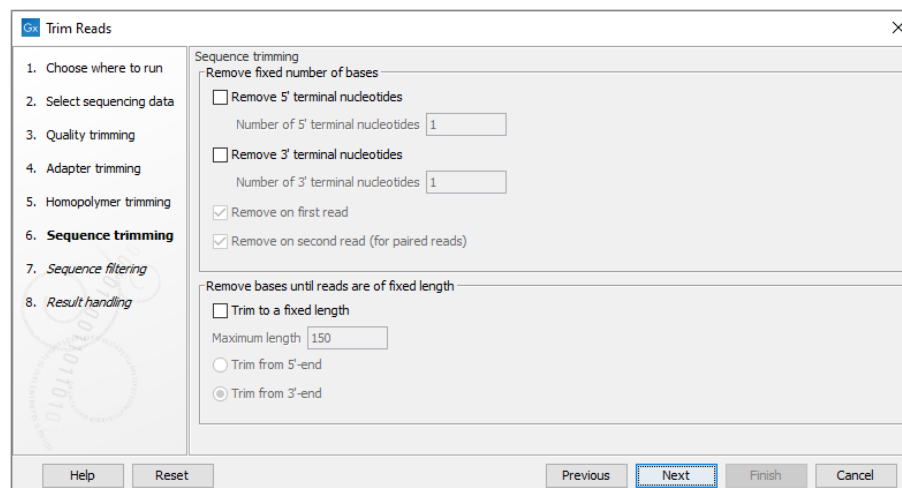 Gx Trim Reads
1. Choose where to run
2. Select sequencing data
3. Quality trimming
4. Adapter trimming
5. Homopolymer trimming
6. Sequence trimming
7. Sequence filtering
8. Result handling
Sequence trimming
Remove fixed number of bases
Remove 5' terminal nucleotides
Number of 5' terminal nucleotides 1
Remove 3' terminal nucleotides
Number of 3' terminal nucleotides 1
Remove on first read
Remove on second read (for paired reads)
Remove bases until reads are of fixed length
Trim to a fixed length
Maximum length 150
Trim from 5'-end
Trim from 3'-end
Help Reset Previous Next Finish Cancel